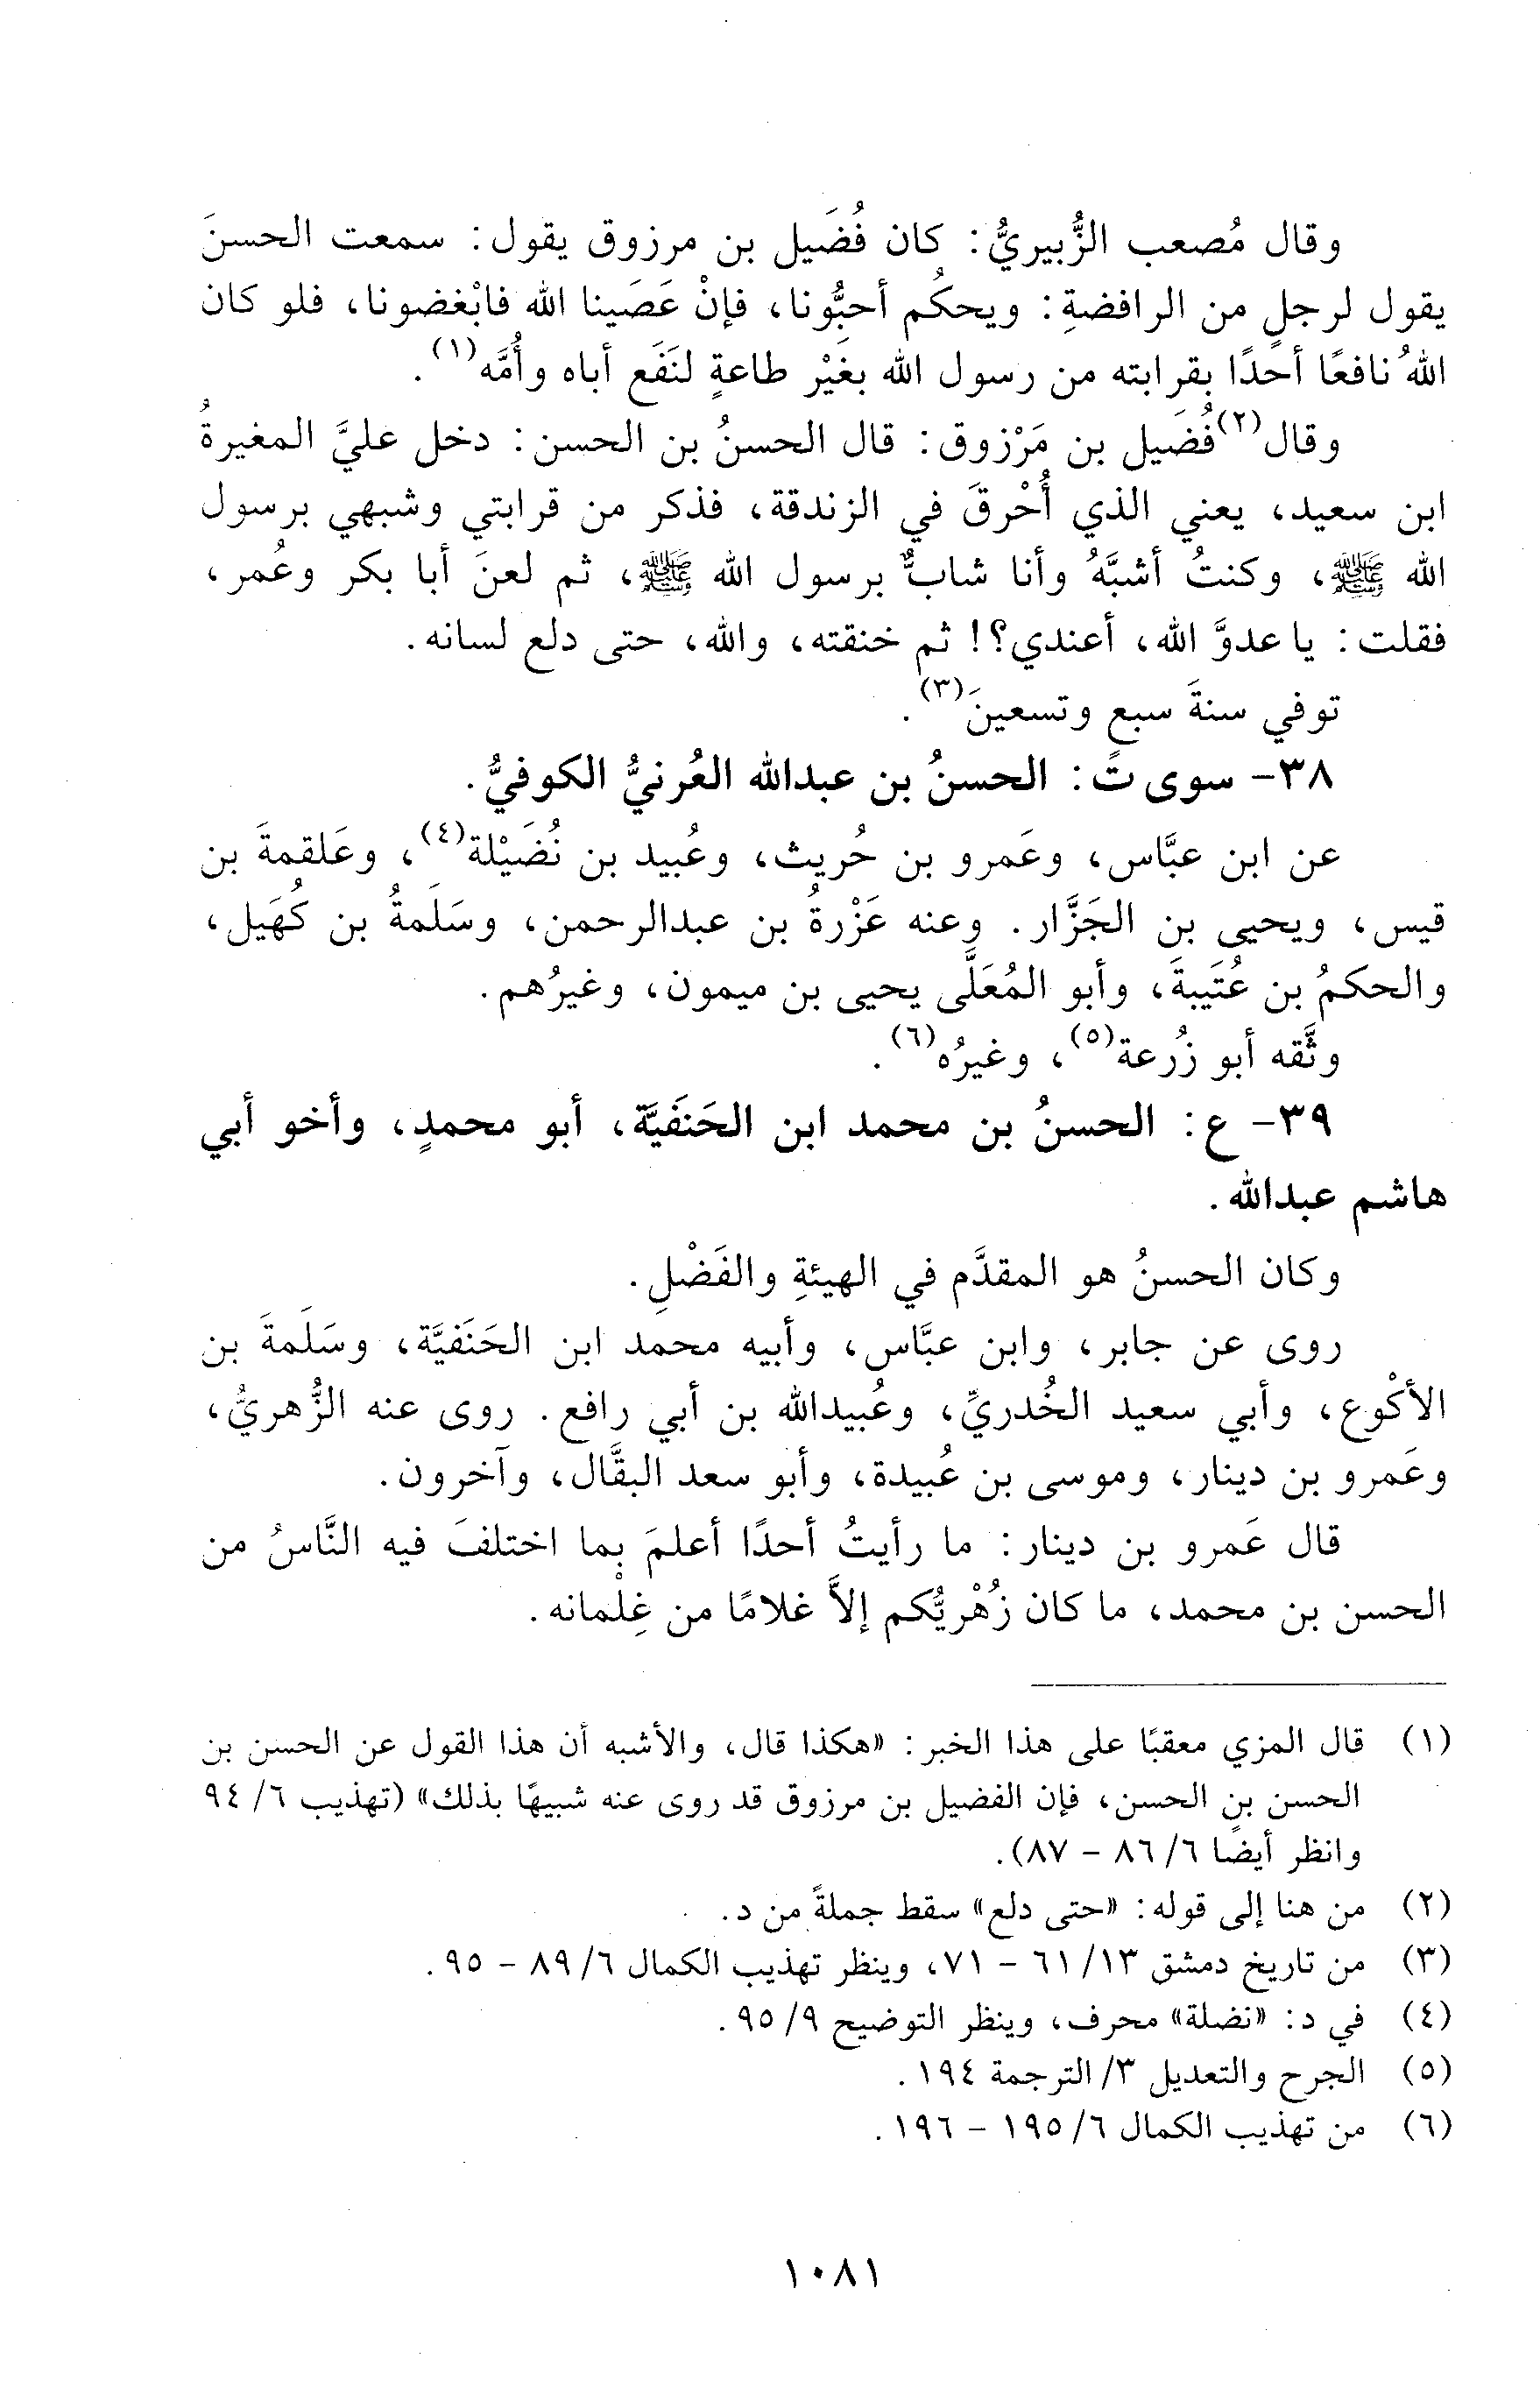 وقال مُصعب الزُّبيريُّ: كان فُضَيل بن مرزوق يقول: سمعت الحسنَ
يقول لرجلٍ من الرافضةِ: ويحكُم أحبُّونا، فإنْ عَصَينا الله فابْغضونا، فلو كان
اللهُ نافعًا أحدًا بقرابته من رسول الله بغَيْر طاعةٍ لنَفَع أباه وأُمَّه(١).
وقال(٢) فُضَيل بن مَرْزوق: قال الحسنُ بن الحسن: دخل عليَّ المغيرةُ
ابن سعيد، يعني الذي أُحْرقَ في الزندقة، فذكر من قرابتي وشبهي برسول
الله ﷺ، وكنتُ أشبَّهُ وأنا شابٌّ برسول الله ﷺ، ثم لعنَ أبا بكر وعُمر،
فقلت: يا عدوَّ الله، أعندي؟! ثم خنقته، والله، حتى دلع لسانه.
توفي سنةَ سبع وتسعينَ(٣).
٣٨- سوى ت: الحسنُ بن عبدالله العُرنيُّ الكوفيُّ.
عن ابن عبَّاس، وعَمرو بن حُريث، وعُبيد بن نُضَيْلة(٤)، وعَلقمةَ بن
قيس، ويحيى بن الجَزَّار. وعنه عَزْرةُ بن عبدالرحمن، وسَلَمةُ بن كُهَيل،
والحكمُ بن عُتَيبةَ، وأبو المُعَلَّى يحيى بن ميمون، وغيرُهم.
وثَّقه أبو زُرعة(٥)، وغيرُه(٦).
٣٩- ع: الحسنُ بن محمد ابن الحَنفَيَّة، أبو محمدٍ، وأخو أبي
هاشم عبدالله.
وكان الحسنُ هو المقدَّم في الهيئةِ والفَضْلِ.
روى عن جابر، وابن عبَّاس، وأبيه محمد ابن الحَنَفيَّة، وسَلَمةَ بن
الأكْوع، وأبي سعيد الخُدريِّ، وعُبيدالله بن أبي رافع. روى عنه الزُّهريُّ،
وعَمرو بن دينار، وموسى بن عُبيدة، وأبو سعد البقَّال، وآخرون.
قال عَمرو بن دينار: ما رأيتُ أحدًا أعلمَ بِما اختلفَ فيه النَّاسُ من
الحسن بن محمد، ما كان زُهْريُّكم إلاَّ غلامًا من غِلْمانه.
(١) قال المزي معقبًا على هذا الخبر: «هكذا قال، والأشبه أن هذا القول عن الحسن بن
الحسن بن الحسن، فإن الفضيل بن مرزوق قد روى عنه شبيهًا بذلك» (تهذيب ٦/ ٩٤
وانظر أيضًا ٦/ ٨٦ - ٨٧).
(٢) من هنا إلى قوله: «حتى دلع» سقط جملةً من د.
(٣) من تاريخ دمشق ١٣/ ٦١ - ٧١، وينظر تهذيب الكمال ٦/ ٨٩ - ٩٥.
(٤) في د: «نضلة» محرف، وينظر التوضيح ٩/ ٩٥.
(٥) الجرح والتعديل ٣/ الترجمة ١٩٤.
(٦) من تهذيب الكمال ٦/ ١٩٥ - ١٩٦.
١٠٨١